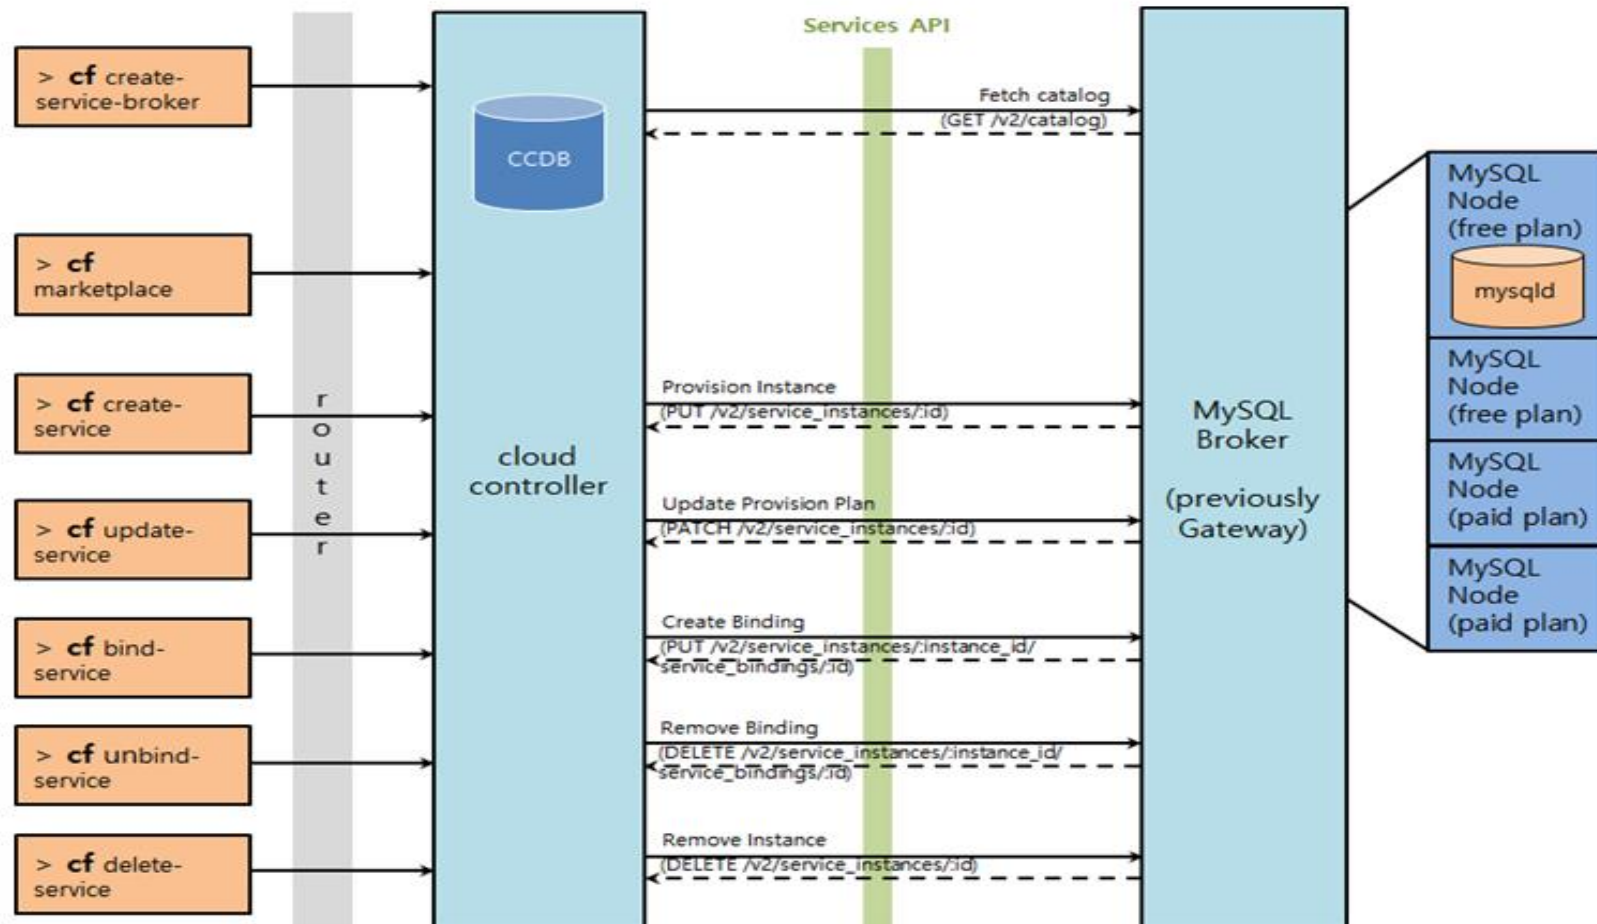 Services API
> cf create-
service-broker
Fetch catalog
(GET /v2/catalog)
CCDB
MySQL
Node
(free plan)
mysqld
> cf
marketplace
MySQL
Node
(free plan)
> cf create-
service
router
Provision Instance
(PUT /v2/service_instances/:id)
cloud
controller
MySQL
Broker
(previously
Gateway)
MySQL
Node
(paid plan)
> cf update-
service
Update Provision Plan
(PATCH /v2/service_instances/:id)
MySQL
Node
(paid plan)
> cf bind-
service
Create Binding
(PUT /v2/service_instances/:instance_id/
service_bindings/:id)
> cf unbind-
service
Remove Binding
(DELETE /v2/service_instances/:instance_id/
service_bindings/:id)
> cf delete-
service
Remove Instance
(DELETE /v2/service_instances/:id)